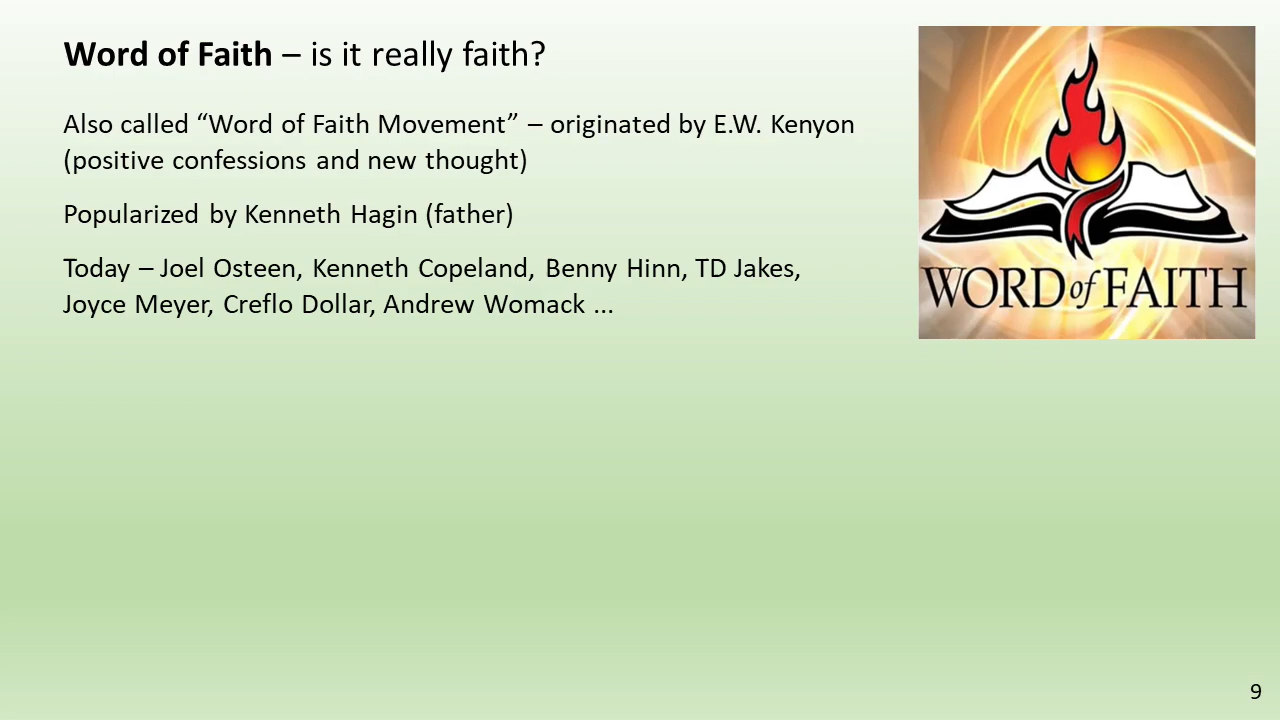 Word of Faith – is it really faith?
Also called “Word of Faith Movement” – originated by E.W. Kenyon
(positive confessions and new thought)
Popularized by Kenneth Hagin (father)
Today – Joel Osteen, Kenneth Copeland, Benny Hinn, TD Jakes,
Joyce Meyer, Creflo Dollar, Andrew Womack ...
WORD of FAITH
9